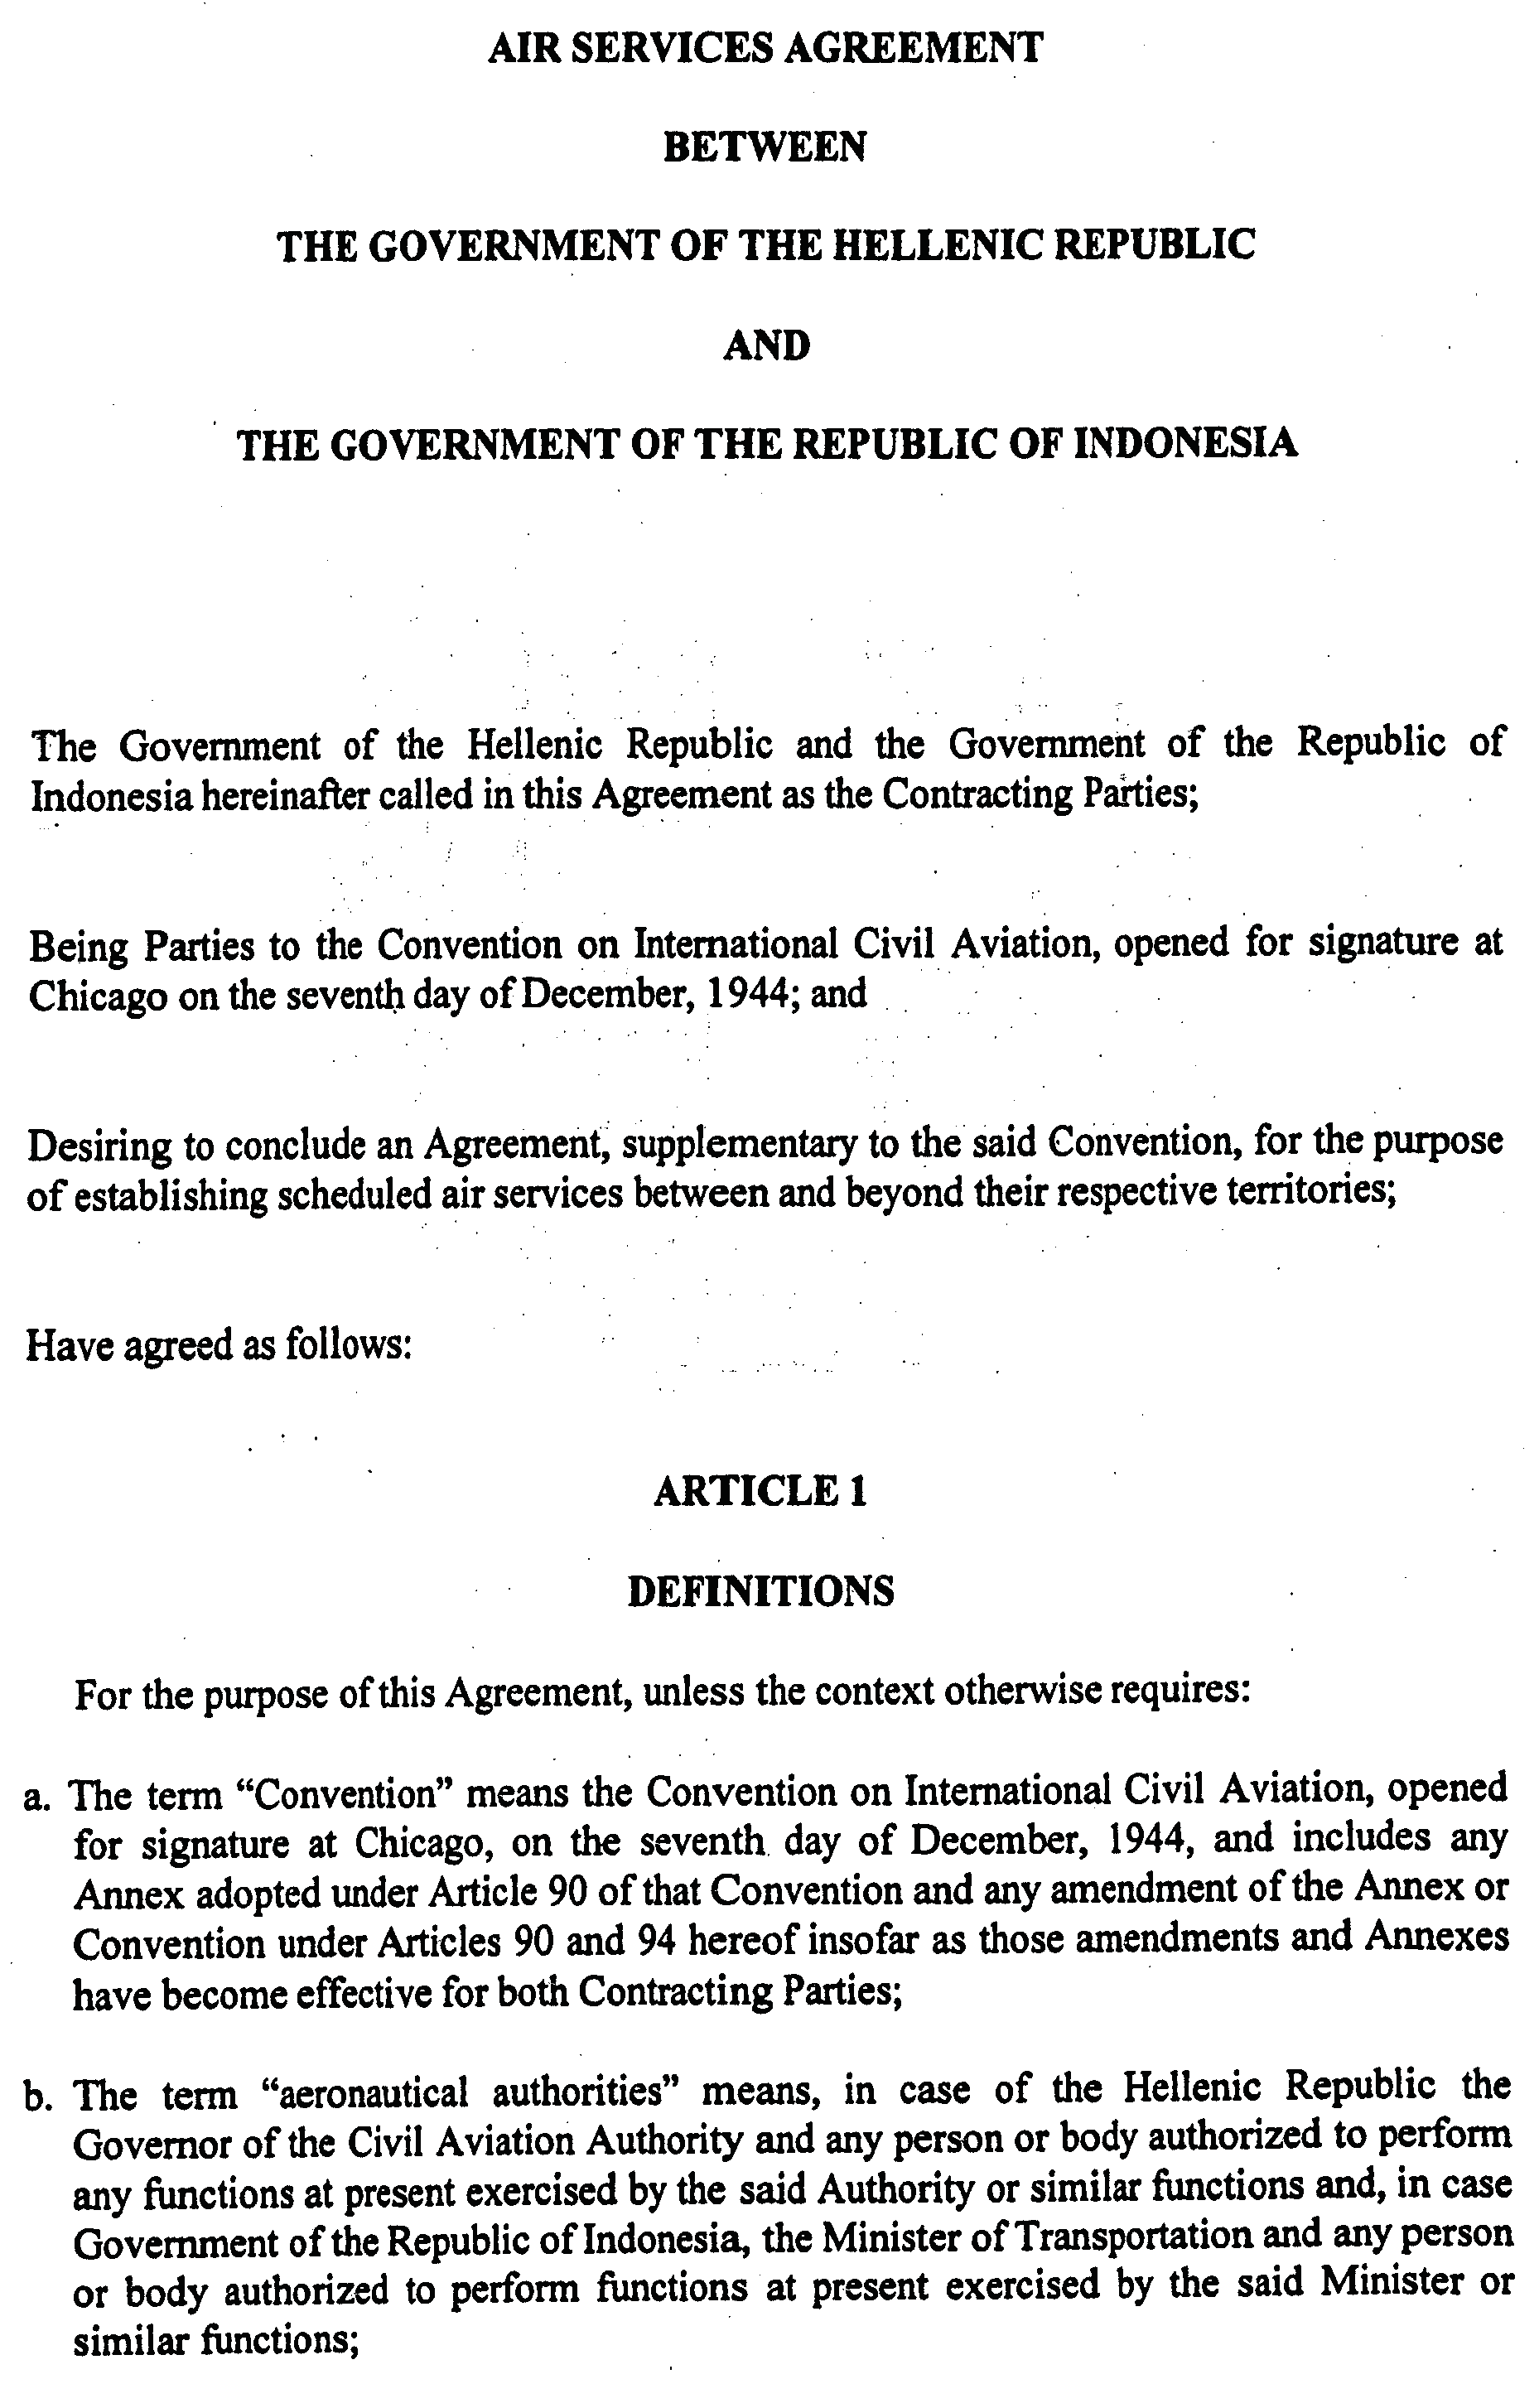 AIR SERVICES AGREEMENT
BETWEEN
THE GOVERNMENT OF THE HELLENIC REPUBLIC
AND
THE GOVERNMENT OF THE REPUBLIC OF INDONESIA
The Government of the Hellenic Republic and the Government of the Republic of
Indonesia hereinafter called in this Agreement as the Contracting Parties;
Being Parties to the Convention on International Civil Aviation, opened for signature at
Chicago on the seventh day of December, 1944; and
Desiring to conclude an Agreement, supplementary to the said Convention, for the purpose
of establishing scheduled air services between and beyond their respective territories;
Have agreed as follows:
ARTICLE 1
DEFINITIONS
For the purpose of this Agreement, unless the context otherwise requires:
a. The term “Convention” means the Convention on International Civil Aviation, opened
for signature at Chicago, on the seventh day of December, 1944, and includes any
Annex adopted under Article 90 of that Convention and any amendment of the Annex or
Convention under Articles 90 and 94 hereof insofar as those amendments and Annexes
have become effective for both Contracting Parties;
b. The term “aeronautical authorities” means, in case of the Hellenic Republic the
Governor of the Civil Aviation Authority and any person or body authorized to perform
any functions at present exercised by the said Authority or similar functions and, in case
Government of the Republic of Indonesia, the Minister of Transportation and any person
or body authorized to perform functions at present exercised by the said Minister or
similar functions;